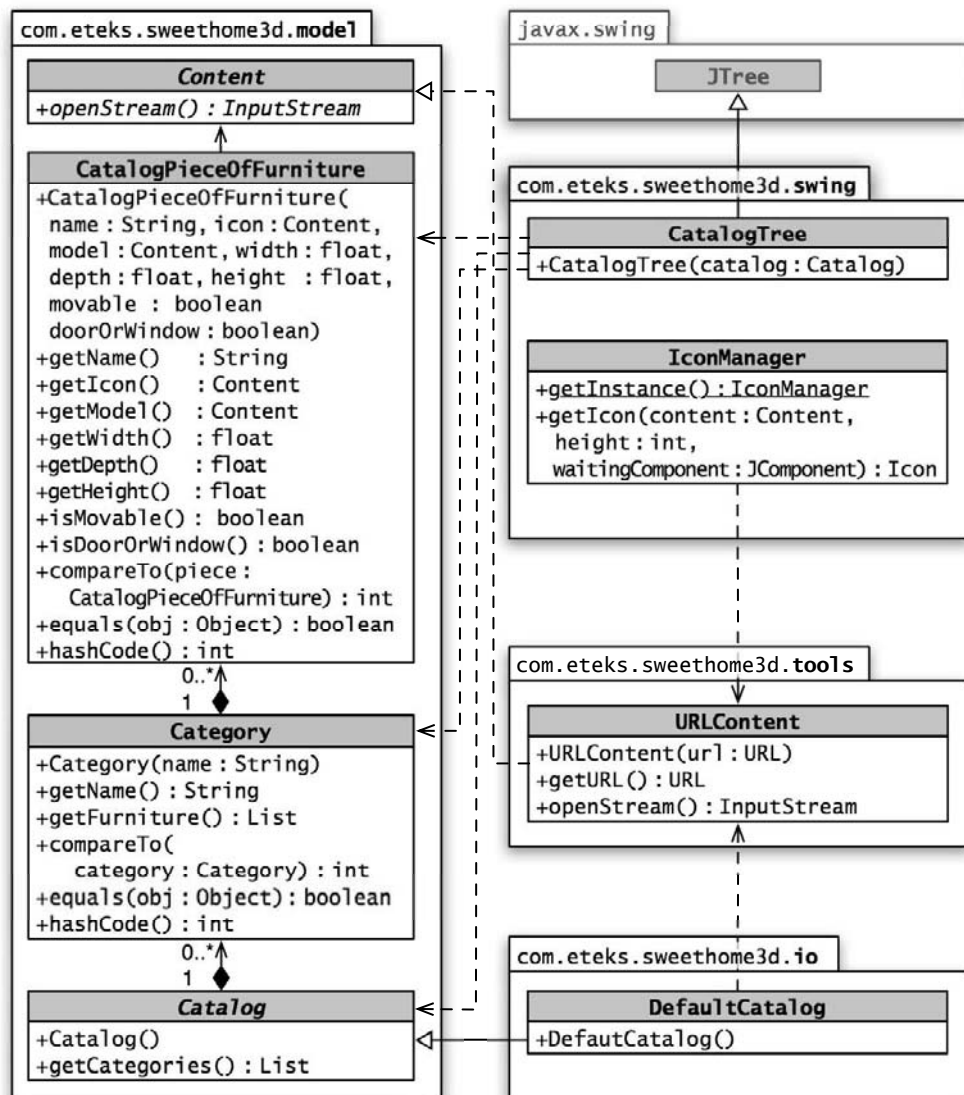 com.eteks.sweethome3d.model
Content
+openStream() : InputStream
CatalogPieceOfFurniture
+CatalogPieceOfFurniture(
name : String, icon : Content,
model : Content, width : float,
depth : float, height : float,
movable : boolean
doorOrWindow : boolean)
+getName() : String
+getIcon() : Content
+getModel() : Content
+getWidth() : float
+getDepth() : float
+getHeight() : float
+isMovable() : boolean
+isDoorOrWindow() : boolean
+compareTo(piece :
CatalogPieceOfFurniture) : int
+equals(obj : Object) : boolean
+hashCode() : int
0..*
1
Category
+Category(name : String)
+getName() : String
+getFurniture() : List
+compareTo(
category : Category) : int
+equals(obj : Object) : boolean
+hashCode() : int
0..*
1
Catalog
+Catalog()
+getCategories() : List
javax.swing
JTree
com.eteks.sweethome3d.swing
CatalogTree
+CatalogTree(catalog : Catalog)
IconManager
+getInstance() : IconManager
+getIcon(content : Content,
height : int,
waitingComponent : JComponent) : Icon
com.eteks.sweethome3d.tools
URLContent
+URLContent(url : URL)
+getURL() : URL
+openStream() : InputStream
com.eteks.sweethome3d.io
DefaultCatalog
+DefautCatalog()